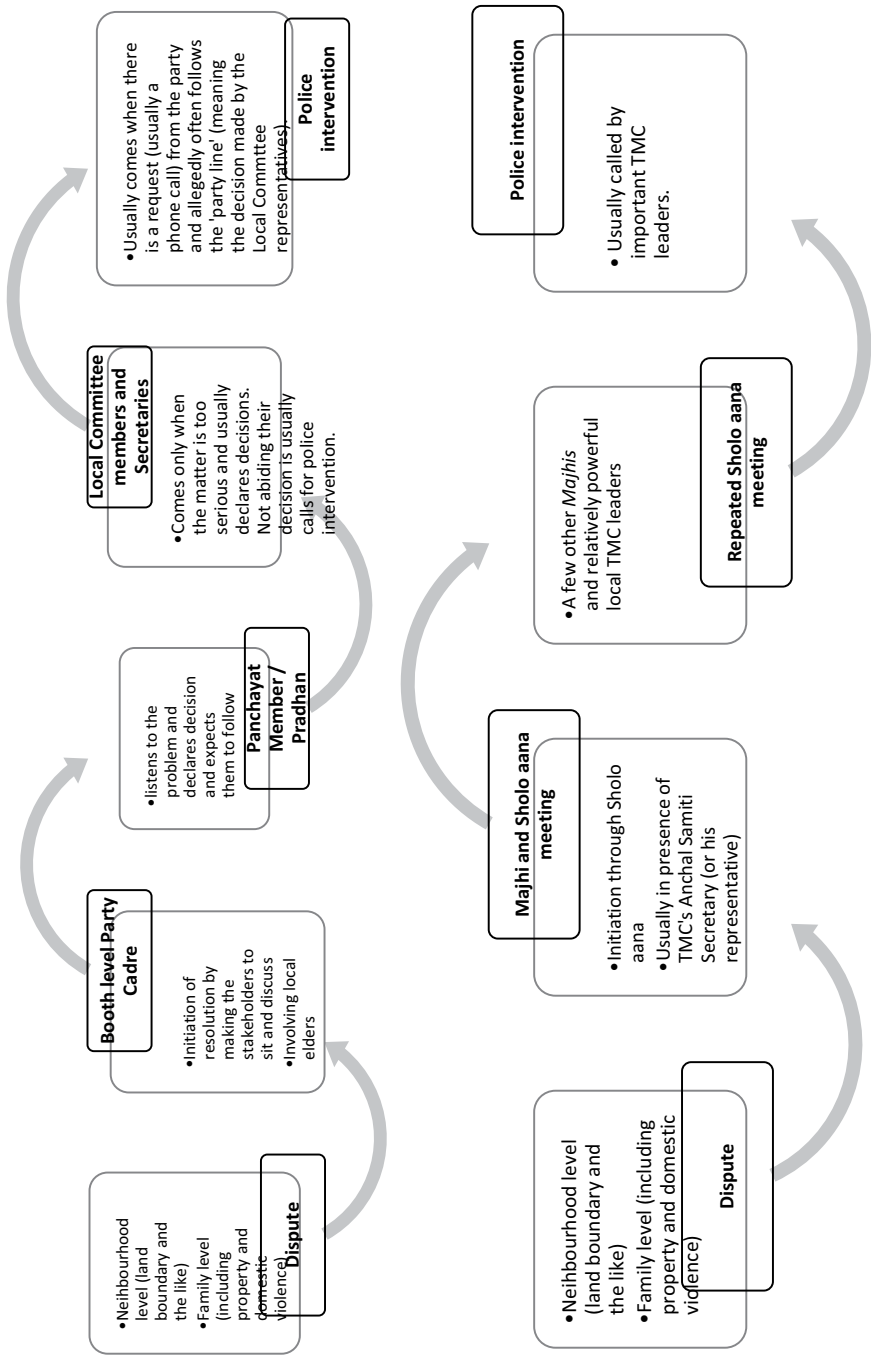 •Neihbourhood
level (land
boundary and
the like)
•Family level
(including
property and
domestic
violence)
Dispute
Booth level Party
Cadre
•Initiation of
resolution by
making the
stakeholders to
sit and discuss
•Involving local
elders
•listens to the
problem and
declares decision
and expects
them to follow
Panchayat
Member /
Pradhan
Local Committee
members and
Secretaries
•Comes only when
the matter is too
serious and usually
declares decisions.
Not abiding their
decision is usually
calls for police
intervention.
•Usually comes when there
is a request (usually a
phone call) from the party
and allegedly often follows
the 'party line' (meaning
the decision made by the
Local Commttee
representatives).
Police
intervention
•Neihbourhood level
(land boundary and
the like)
•Family level (including
property and domestic
violence)
Dispute
Majhi and Sholo aana
meeting
•Initiation through Sholo
aana
•Usually in presence of
TMC's Anchal Samiti
Secretary (or his
representative)
•A few other Majhis
and relatively powerful
local TMC leaders
Repeated Sholo aana
meeting
Police intervention
• Usually called by
important TMC
leaders.